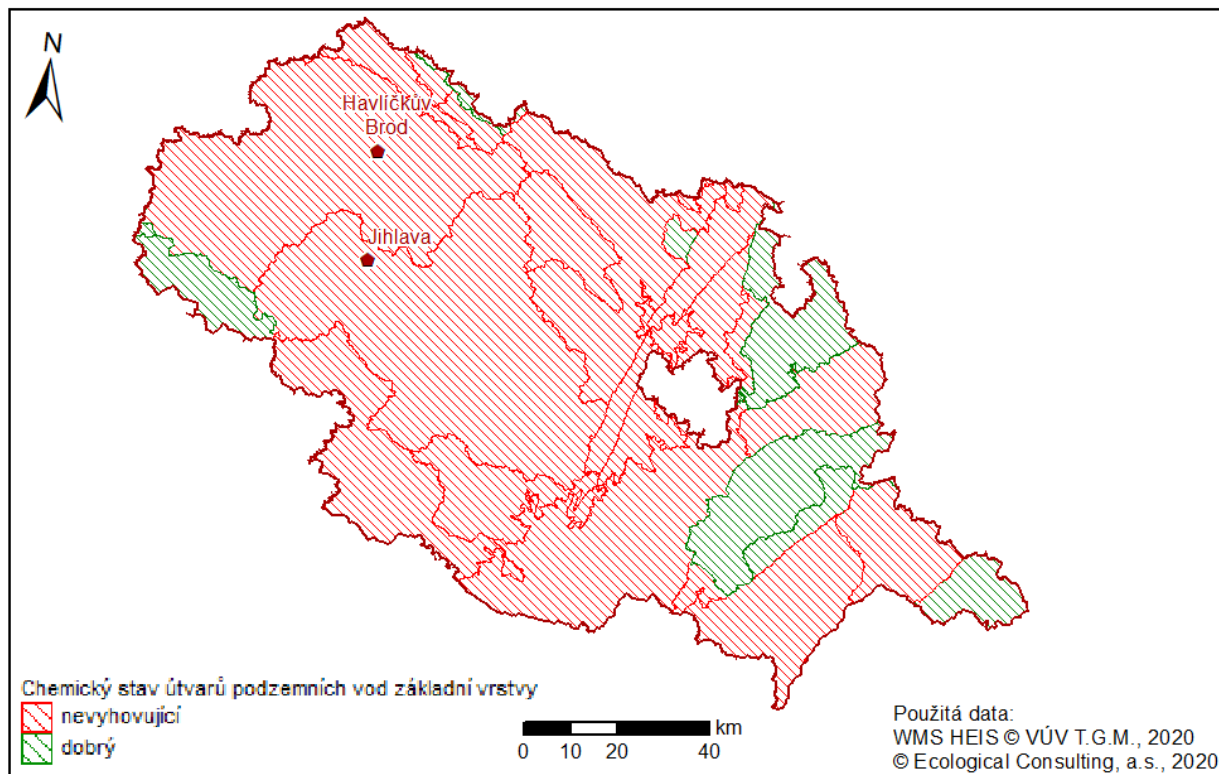 N
Havlíčkův
Brod
Jihlava
Chemický stav útvarů podzemních vod základní vrstvy
nevyhovující
dobrý
km
0 10 20 40
Použitá data:
WMS HEIS © VÚV T.G.M., 2020
© Ecological Consulting, a.s., 2020